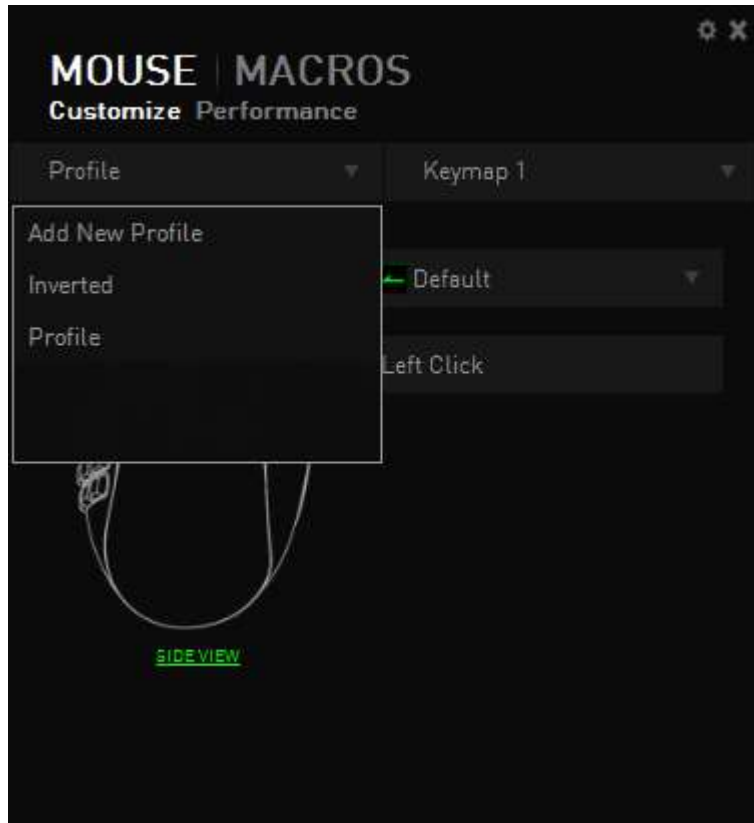 MOUSE | MACROS
Customize Performance
Profile
Keymap 1
Add New Profile
Inverted
Profile
Default
Left Click
SIDE VIEW